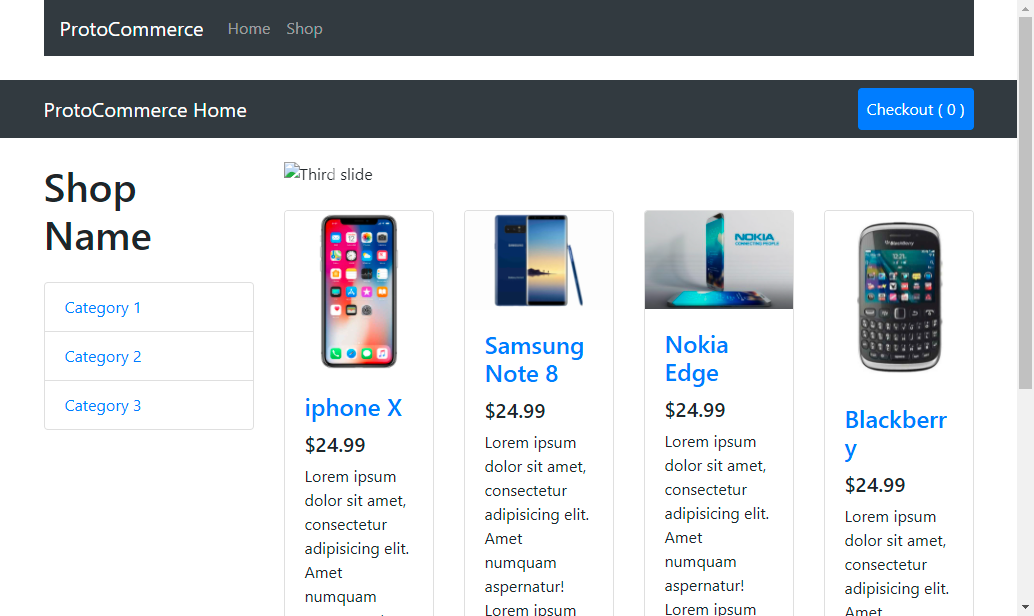 ProtoCommerce Home Shop
ProtoCommerce Home
Checkout ( 0 )
Shop
Name
Category 1
Category 2
Category 3
Third slide
iphone X
$24.99
Lorem ipsum
dolor sit amet,
consectetur
adipisicing elit.
Amet
numquam
Samsung
Note 8
$24.99
Lorem ipsum
dolor sit amet,
consectetur
adipisicing elit.
Amet
numquam
aspernatur!
Lorem ipsum
NOKIA
CONNECTING PEOPLE
Nokia
Edge
$24.99
Lorem ipsum
dolor sit amet,
consectetur
adipisicing elit.
Amet
numquam
aspernatur!
Lorem ipsum
BlackBerry
Blackberr
y
$24.99
Lorem ipsum
dolor sit amet,
consectetur
adipisicing elit.
Amet